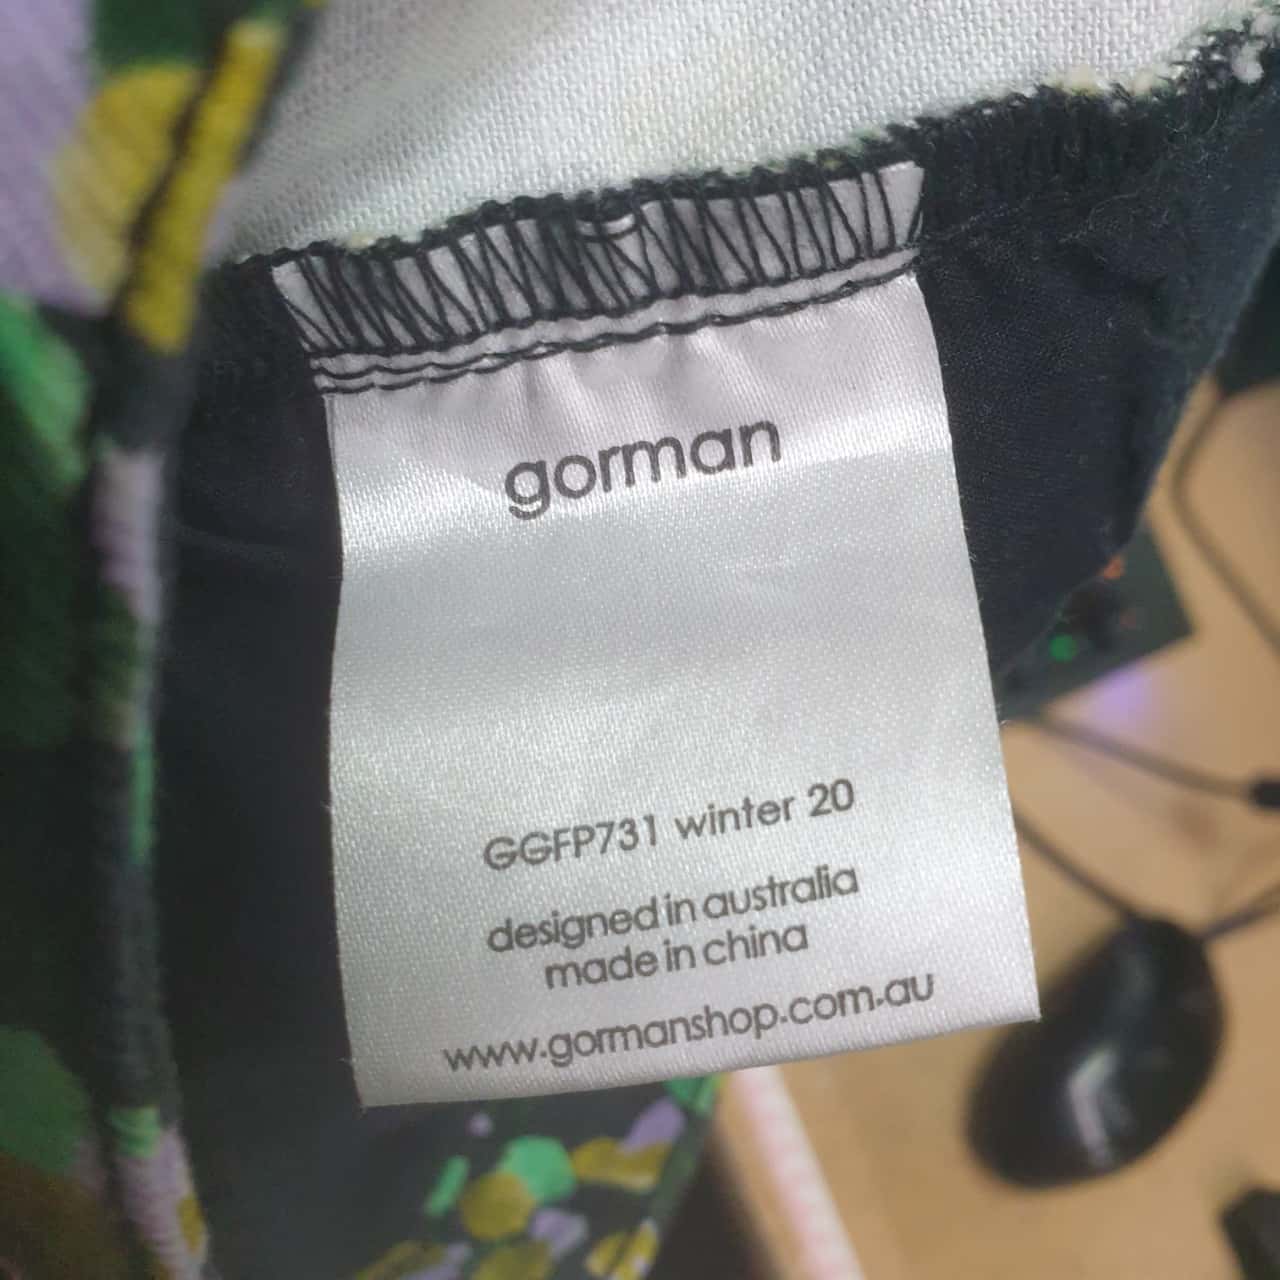 gorman
GGFP731 winter 20
designed in australia
made in china
www.gormanshop.com.au